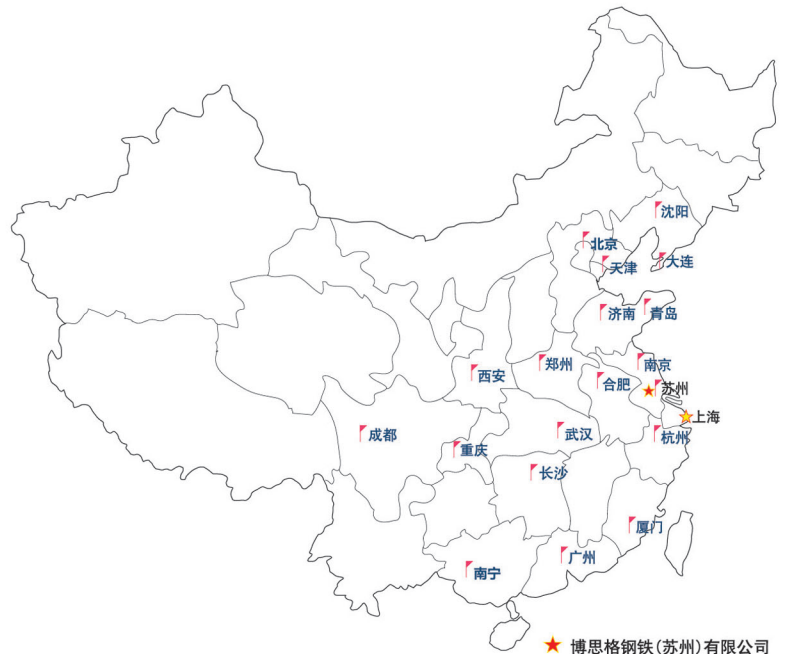 沈阳
北京
大连
天津
济南
青岛
南京
郑州
西安
合肥
苏州
上海
成都
武汉
杭州
重庆
长沙
厦门
广州
南宁
博思格钢铁(苏州)有限公司